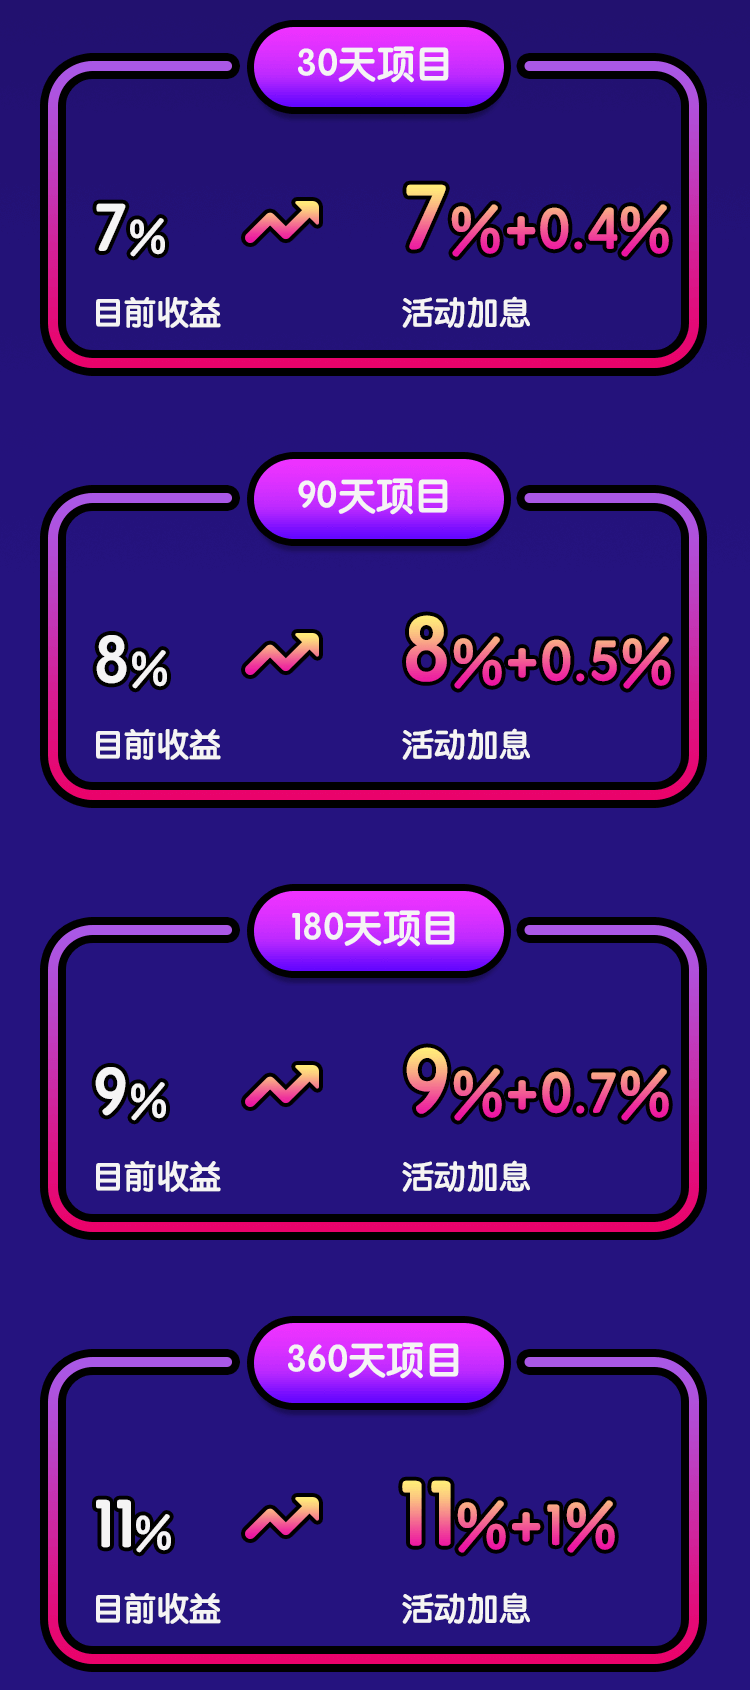 30天项目
7% 7%+0.4%
目前收益 活动加息
90天项目
8% 8%+0.5%
目前收益 活动加息
180天项目
9% 9%+0.7%
目前收益 活动加息
360天项目
11% 11%+1%
目前收益 活动加息